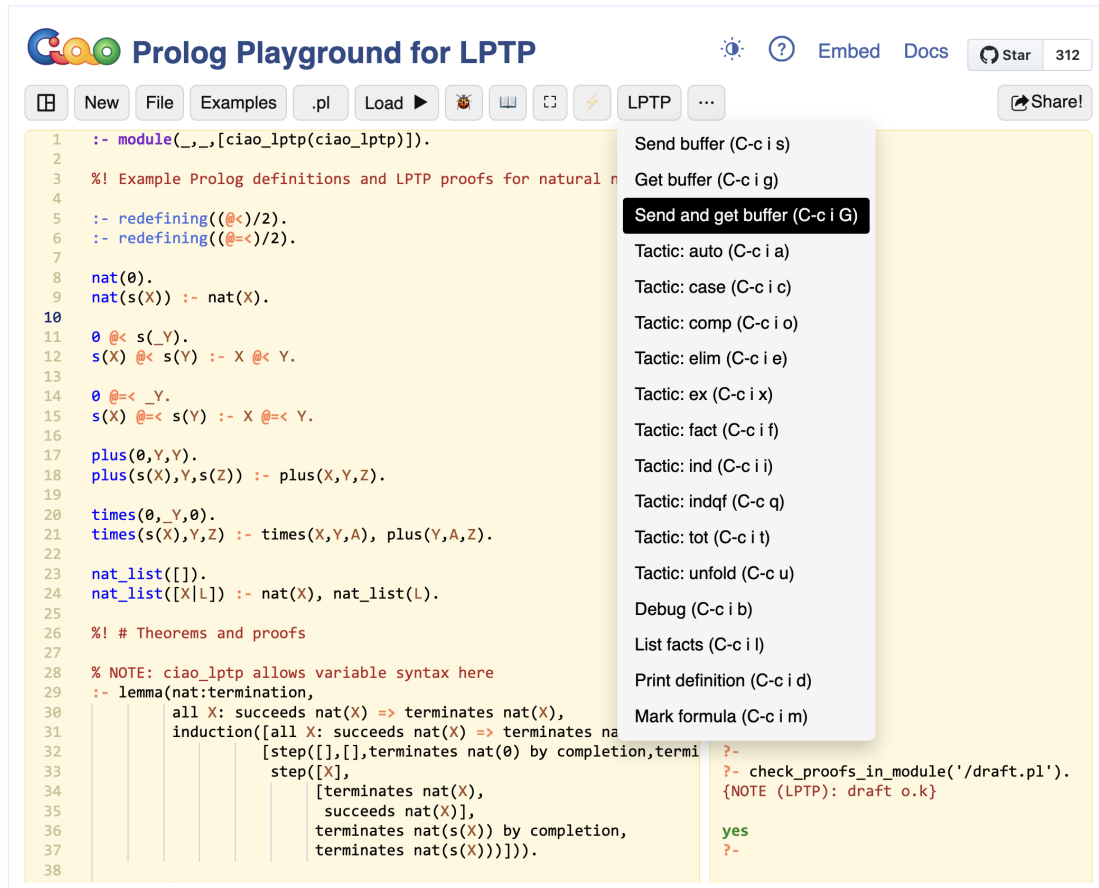 Ciao Prolog Playground for LPTP
? Embed Docs Star 312
New File Examples .pl Load LPTP ... Share!
1 :- module(_,_,[ciao_lptp(ciao_lptp)]).
2
3 %! Example Prolog definitions and LPTP proofs for natural n
4
5 :- redefining((@<)/2).
6 :- redefining((@=<)/2).
7
8 nat(0).
9 nat(s(X)) :- nat(X).
10
11 0 @< s(_Y).
12 s(X) @< s(Y) :- X @< Y.
13
14 0 @=< _Y.
15 s(X) @=< s(Y) :- X @=< Y.
16
17 plus(0,Y,Y).
18 plus(s(X),Y,s(Z)) :- plus(X,Y,Z).
19
20 times(0,_Y,0).
21 times(s(X),Y,Z) :- times(X,Y,A), plus(Y,A,Z).
22
23 nat_list([]).
24 nat_list([X|L]) :- nat(X), nat_list(L).
25
26 %! # Theorems and proofs
27
28 % NOTE: ciao_lptp allows variable syntax here
29 :- lemma(nat:termination,
30 all X: succeeds nat(X) => terminates nat(X),
31 induction([all X: succeeds nat(X) => terminates na
32 [step([],[],terminates nat(0) by completion,termi
33 step([X],
34 [terminates nat(X),
35 succeeds nat(X)],
36 terminates nat(s(X)) by completion,
37 terminates nat(s(X)))])).
38
Send buffer (C-c i s)
Get buffer (C-c i g)
Send and get buffer (C-c i G)
Tactic: auto (C-c i a)
Tactic: case (C-c i c)
Tactic: comp (C-c i o)
Tactic: elim (C-c i e)
Tactic: ex (C-c i x)
Tactic: fact (C-c i f)
Tactic: ind (C-c i i)
Tactic: indqf (C-c q)
Tactic: tot (C-c i t)
Tactic: unfold (C-c u)
Debug (C-c i b)
List facts (C-c i l)
Print definition (C-c i d)
Mark formula (C-c i m)
?-
?- check_proofs_in_module('/draft.pl').
{NOTE (LPTP): draft o.k}
yes
?-